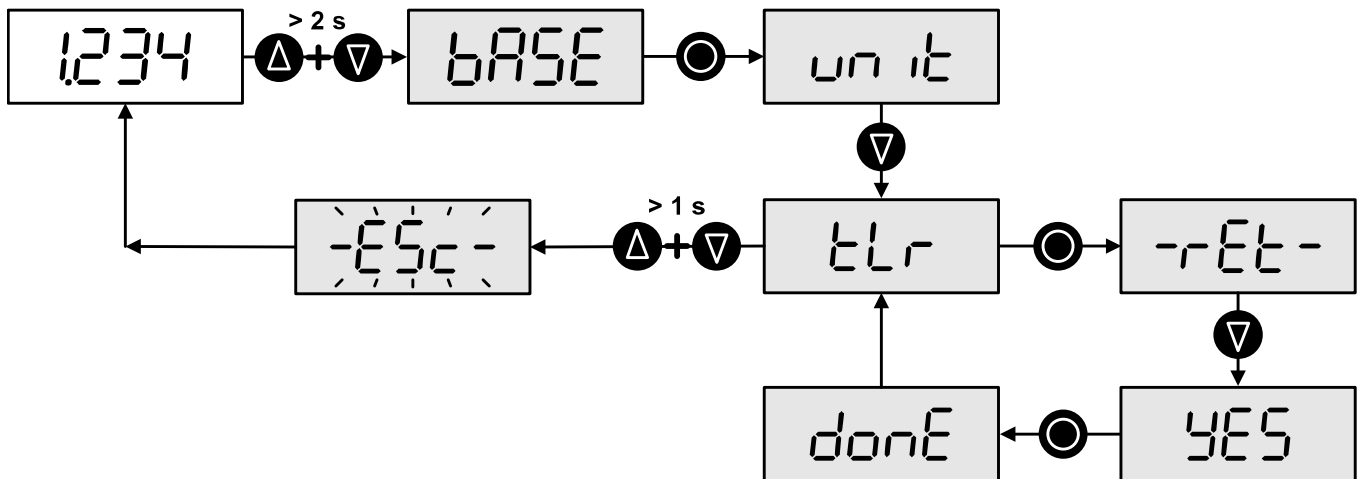 > 2 s
1.234
bASE
unit
> 1 s
-ESc-
tLr
-rEt-
donE
YES